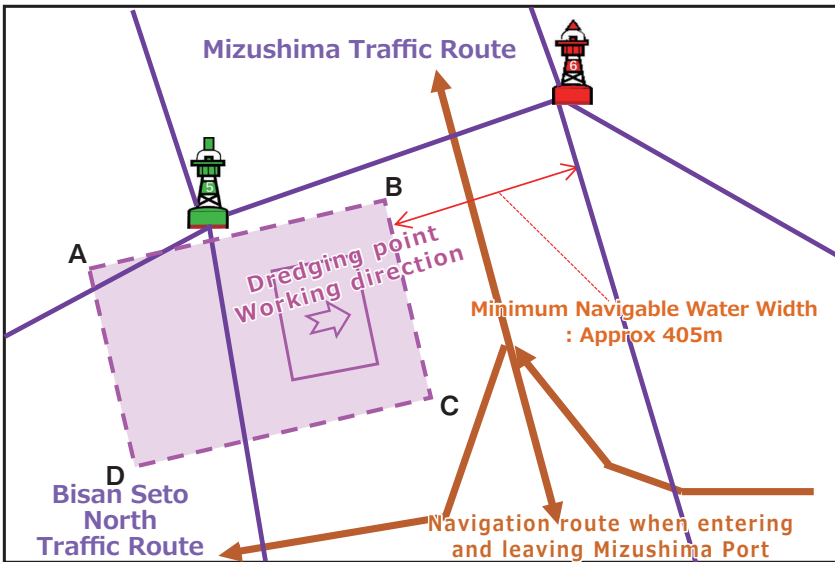 Mizushima Traffic Route
6
5
B
A
Dredging point
Working direction
Minimum Navigable Water Width
: Approx 405m
C
D
Bisan Seto
North
Traffic Route
Navigation route when entering
and leaving Mizushima Port